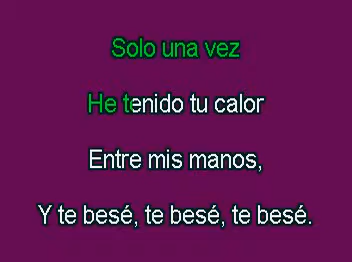 Solo una vez
He tenido tu calor
Entre mis manos,
Y te besé, te besé, te besé.